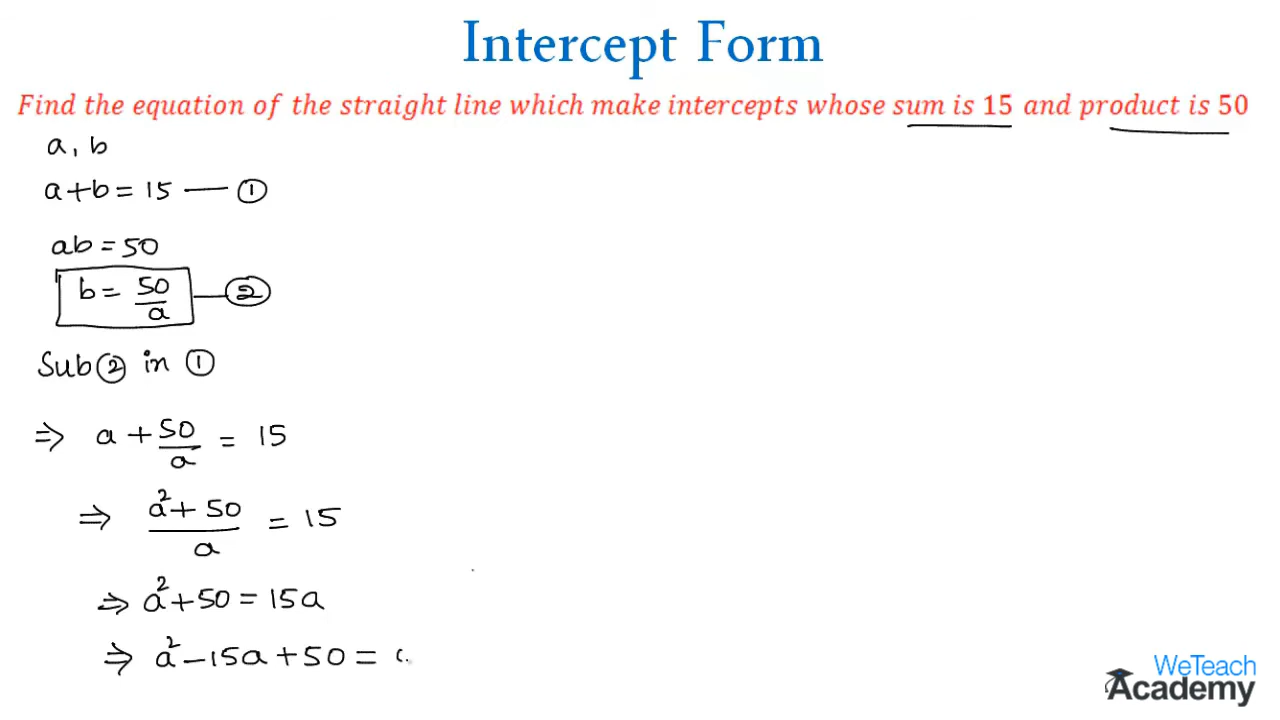 Intercept Form
Find the equation of the straight line which make intercepts whose sum is 15 and product is 50
a, b
a+b = 15 — ①
ab = 50
b = 50/a — ②
Sub ② in ①
⇒ a + 50/a = 15
⇒ (a² + 50)/a = 15
⇒ a² + 50 = 15a
⇒ a² − 15a + 50 =
WeTeach
Academy